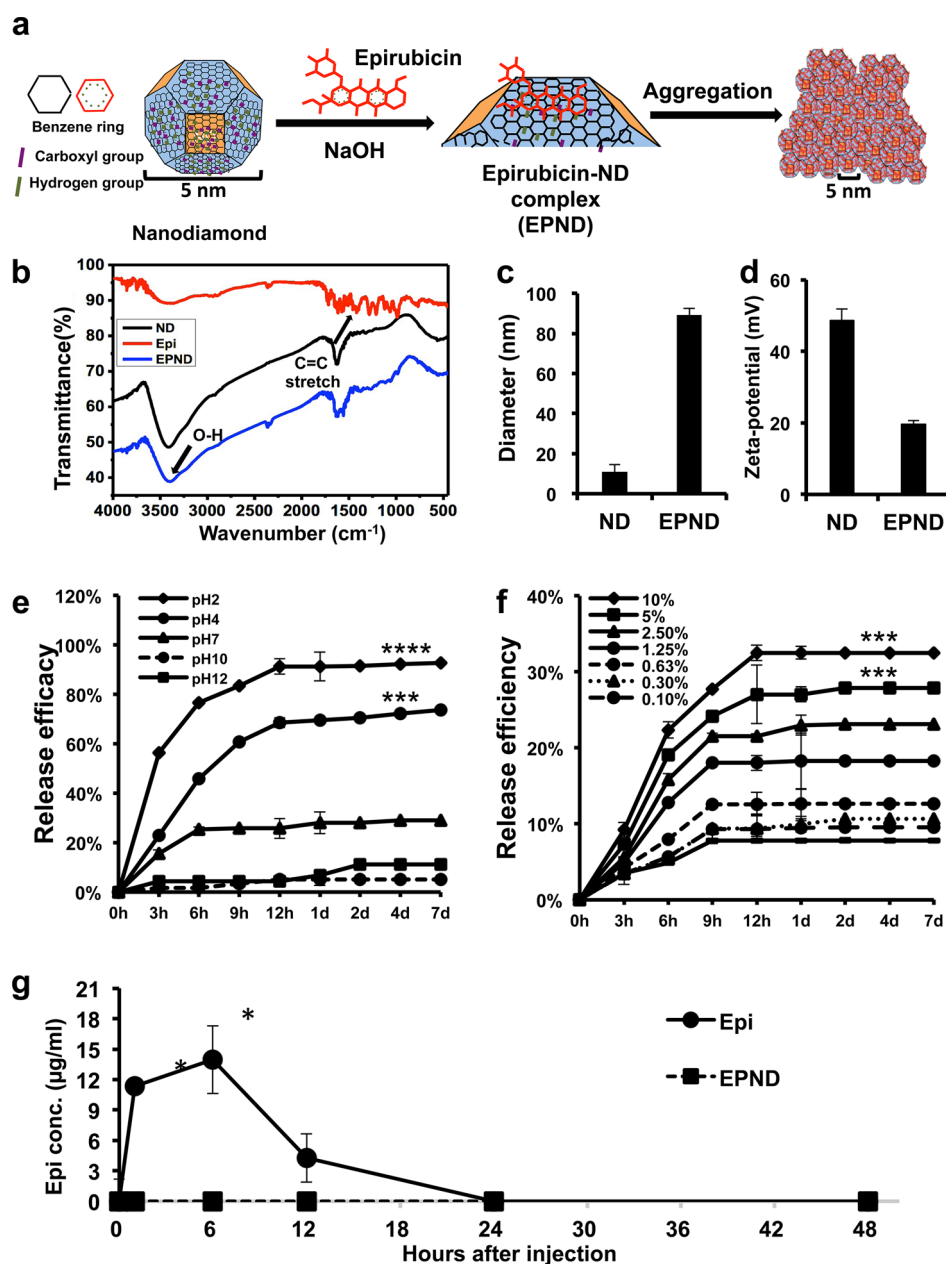 a
Epirubicin
NaOH
Aggregation
Benzene ring
Carboxyl group
Hydrogen group
5 nm
Nanodiamond
Epirubicin-ND
complex
(EPND)
5 nm
b
Transmittance(%)
100
90
80
70
60
50
40
ND
Epi
EPND
C=C
stretch
O-H
4000 3500 3000 2500 2000 1500 1000 500
Wavenumber (cm-1)
c
Diameter (nm)
100
80
60
40
20
0
ND EPND
d
Zeta-potential (mV)
60
40
20
0
ND EPND
e
Release efficacy
120%
100%
80%
60%
40%
20%
0%
pH2
pH4
pH7
pH10
pH12
****
***
0h 3h 6h 9h 12h 1d 2d 4d 7d
f
Release efficiency
40%
30%
20%
10%
0%
10%
5%
2.50%
1.25%
0.63%
0.30%
0.10%
***
***
0h 3h 6h 9h 12h 1d 2d 4d 7d
g
Epi conc. (µg/ml)
21
18
15
12
9
6
3
0
*
*
Epi
EPND
0 6 12 18 24 30 36 42 48
Hours after injection